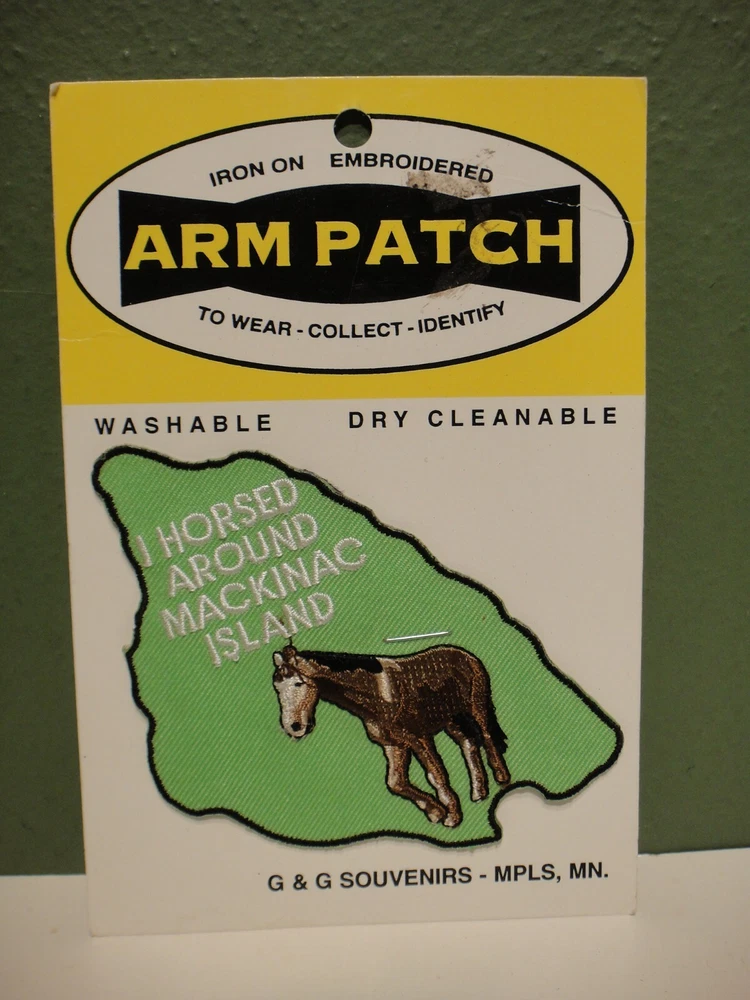 IRON ON EMBROIDERED
ARM PATCH
TO WEAR - COLLECT - IDENTIFY
WASHABLE DRY CLEANABLE
I HORSED
AROUND
MACKINAC
ISLAND
G & G SOUVENIRS - MPLS, MN.